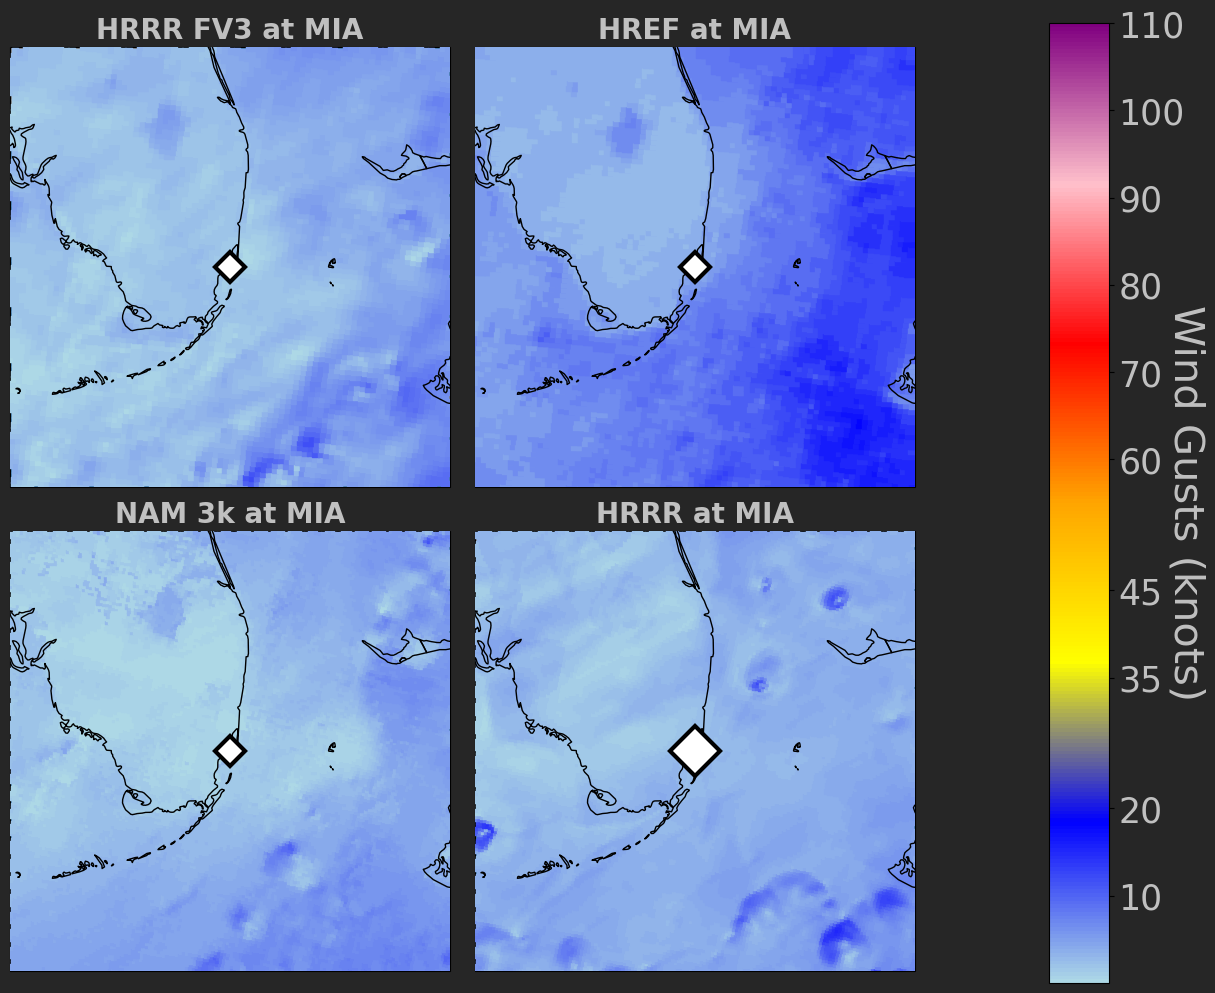 HRRR FV3 at MIA
HREF at MIA
NAM 3k at MIA
HRRR at MIA
110
100
90
80
70
60
45
35
20
10
Wind Gusts (knots)